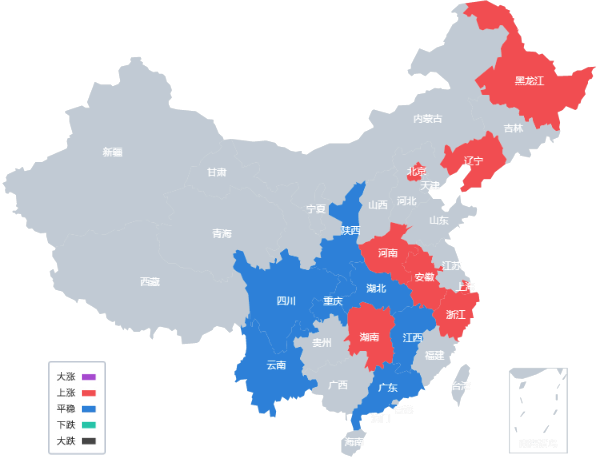 黑龙江
内蒙古
吉林
新疆
辽宁
甘肃
北京
天津
宁夏
山西
河北
山东
青海
陕西
河南
江苏
西藏
安徽
上海
四川
重庆
湖北
浙江
湖南
江西
贵州
福建
云南
广西
广东
台湾
海南
大涨
上涨
平稳
下跌
大跌